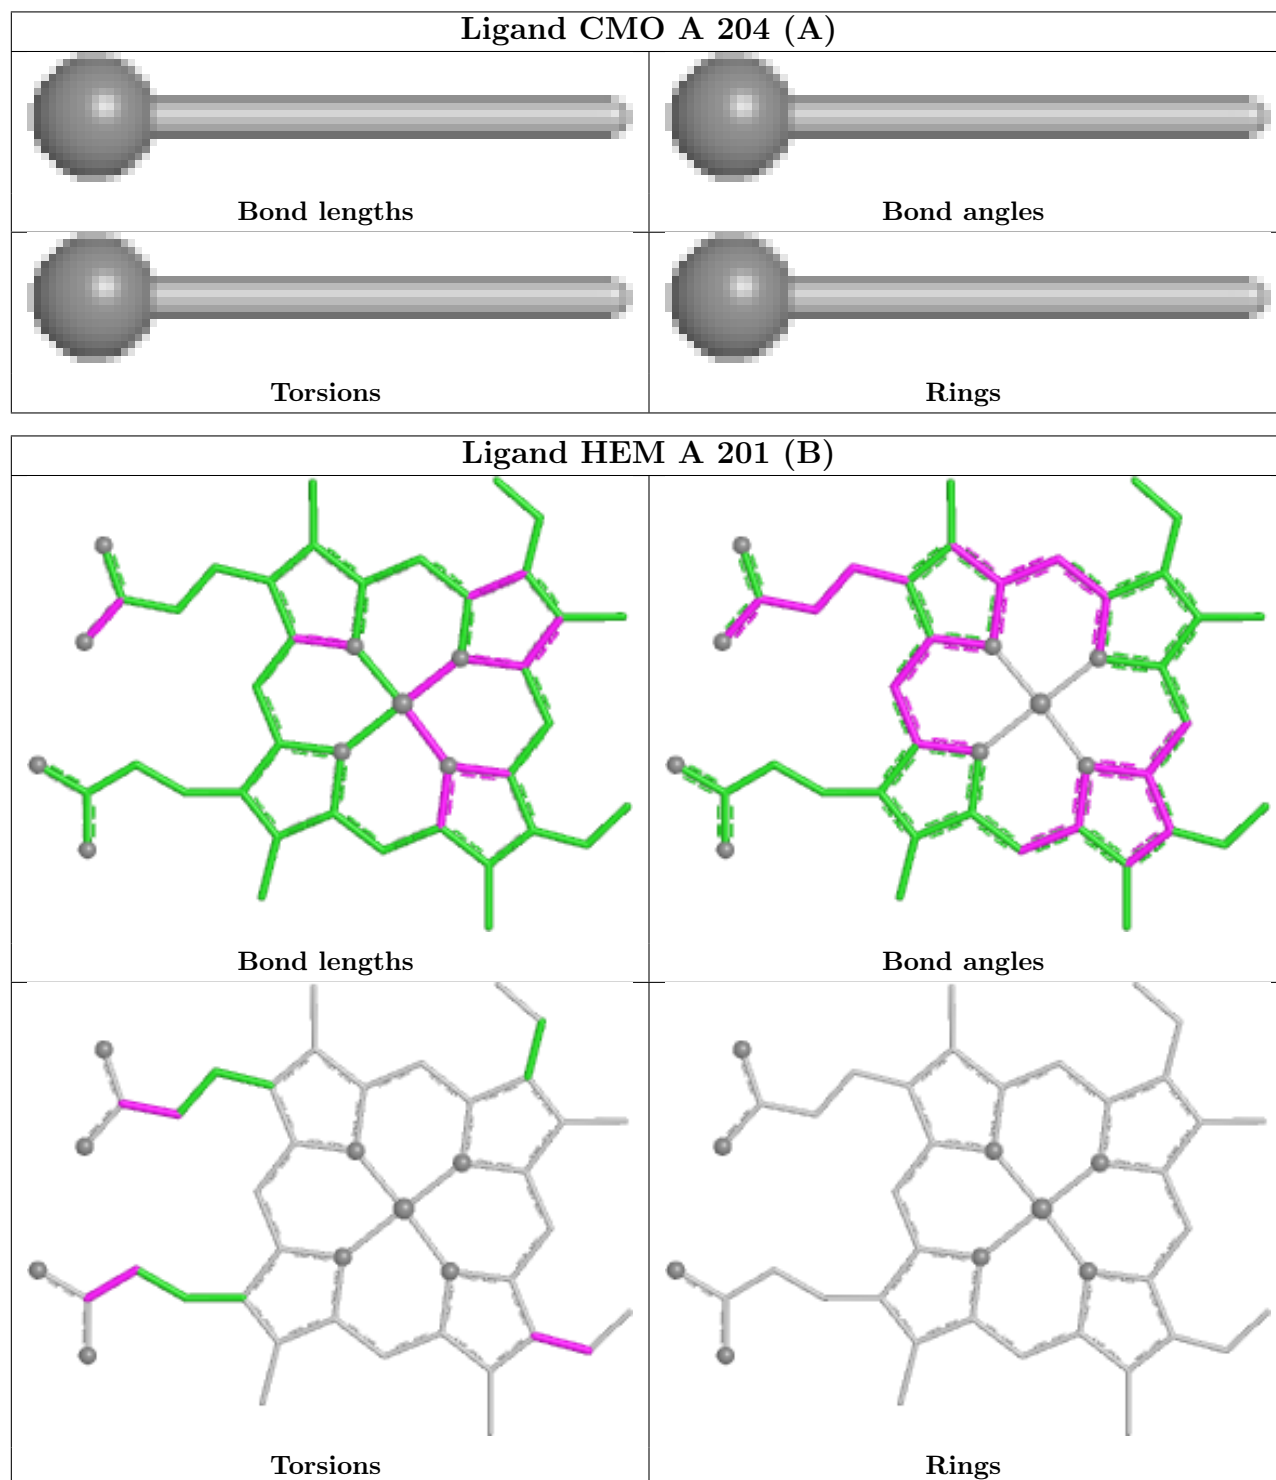 Ligand CMO A 204 (A)
Bond lengths
Bond angles
Torsions
Rings
Ligand HEM A 201 (B)
Bond lengths
Bond angles
Torsions
Rings